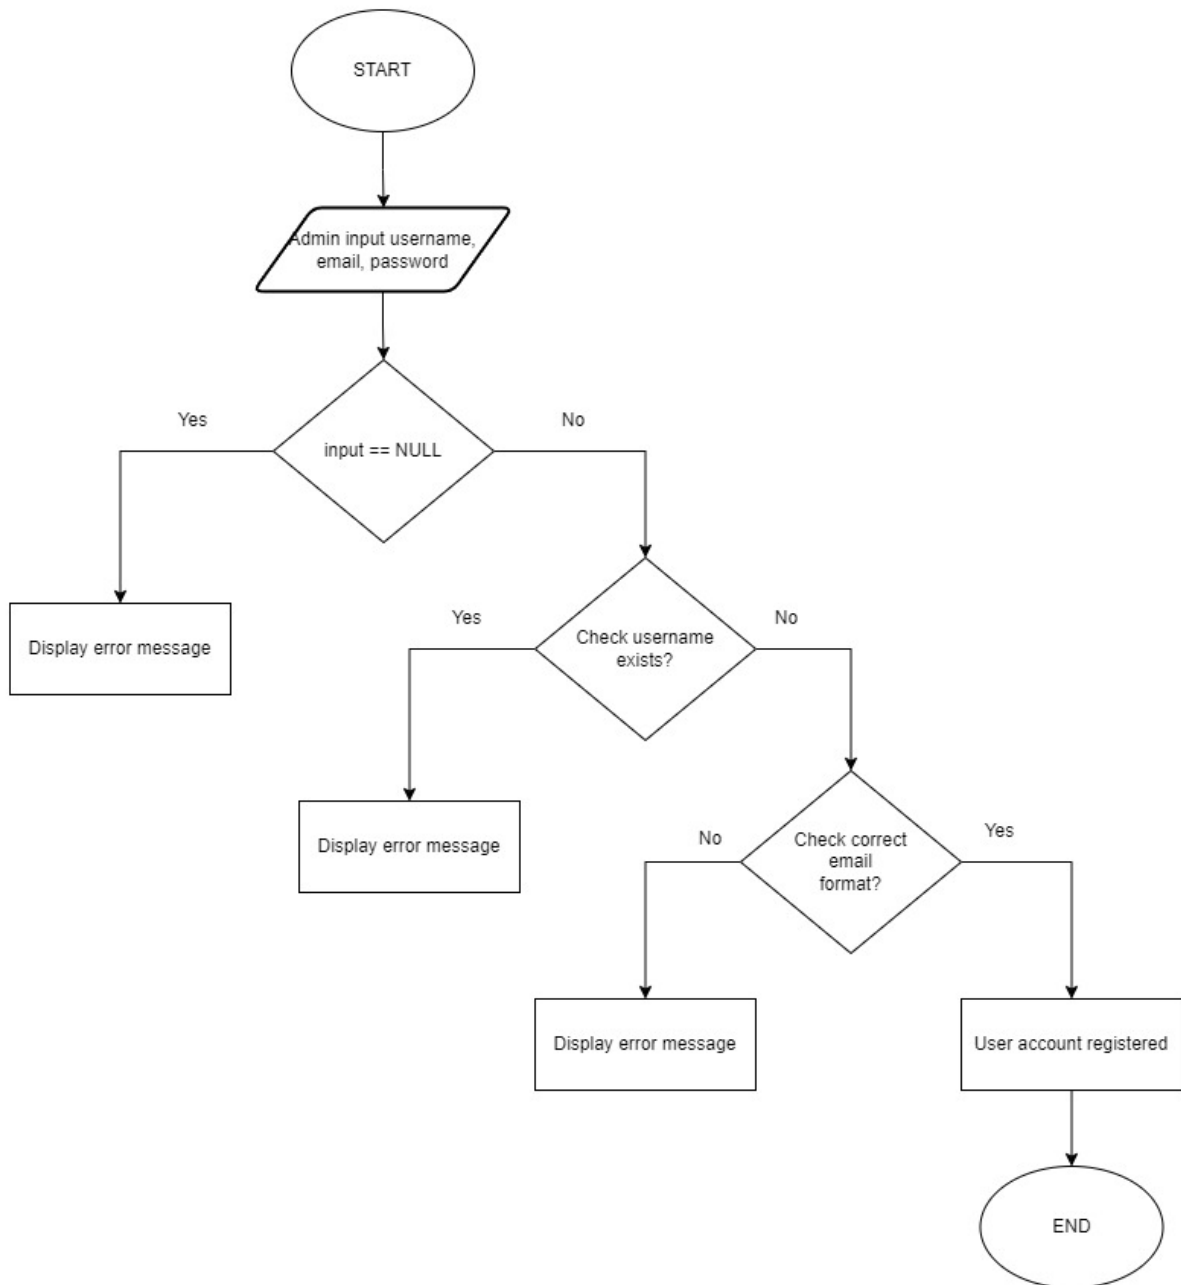 START
Admin input username,
email, password
Yes
No
input == NULL
Display error message
Yes
No
Check username
exists?
Display error message
No
Yes
Check correct
email
format?
Display error message
User account registered
END